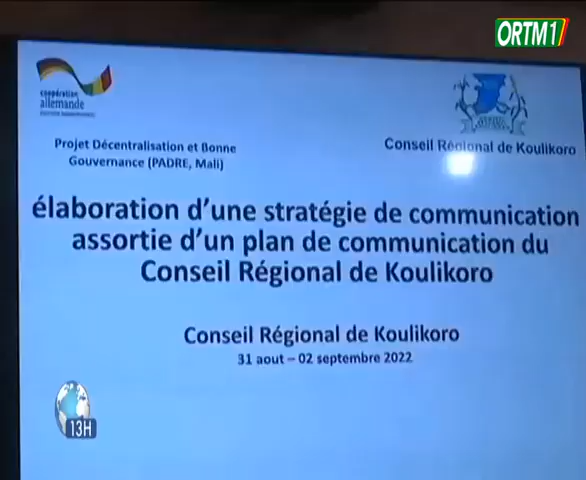 ORTM1
coopération
allemande
Conseil Régional de Koulikoro
Projet Décentralisation et Bonne
Gouvernance (PADRE, Mali)
élaboration d'une stratégie de communication
assortie d'un plan de communication du
Conseil Régional de Koulikoro
Conseil Régional de Koulikoro
31 aout – 02 septembre 2022
13H